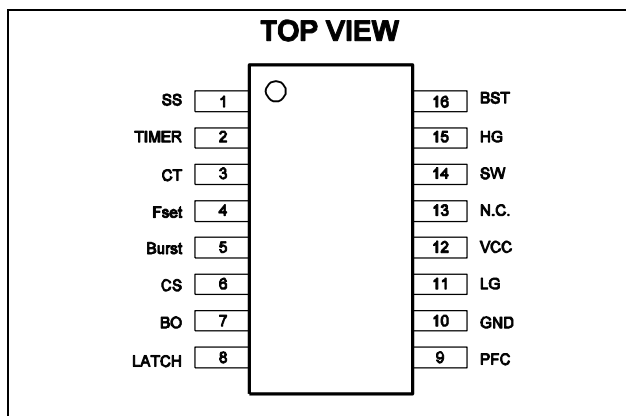 TOP VIEW
SS 1 16 BST
TIMER 2 15 HG
CT 3 14 SW
Fset 4 13 N.C.
Burst 5 12 VCC
CS 6 11 LG
BO 7 10 GND
LATCH 8 9 PFC